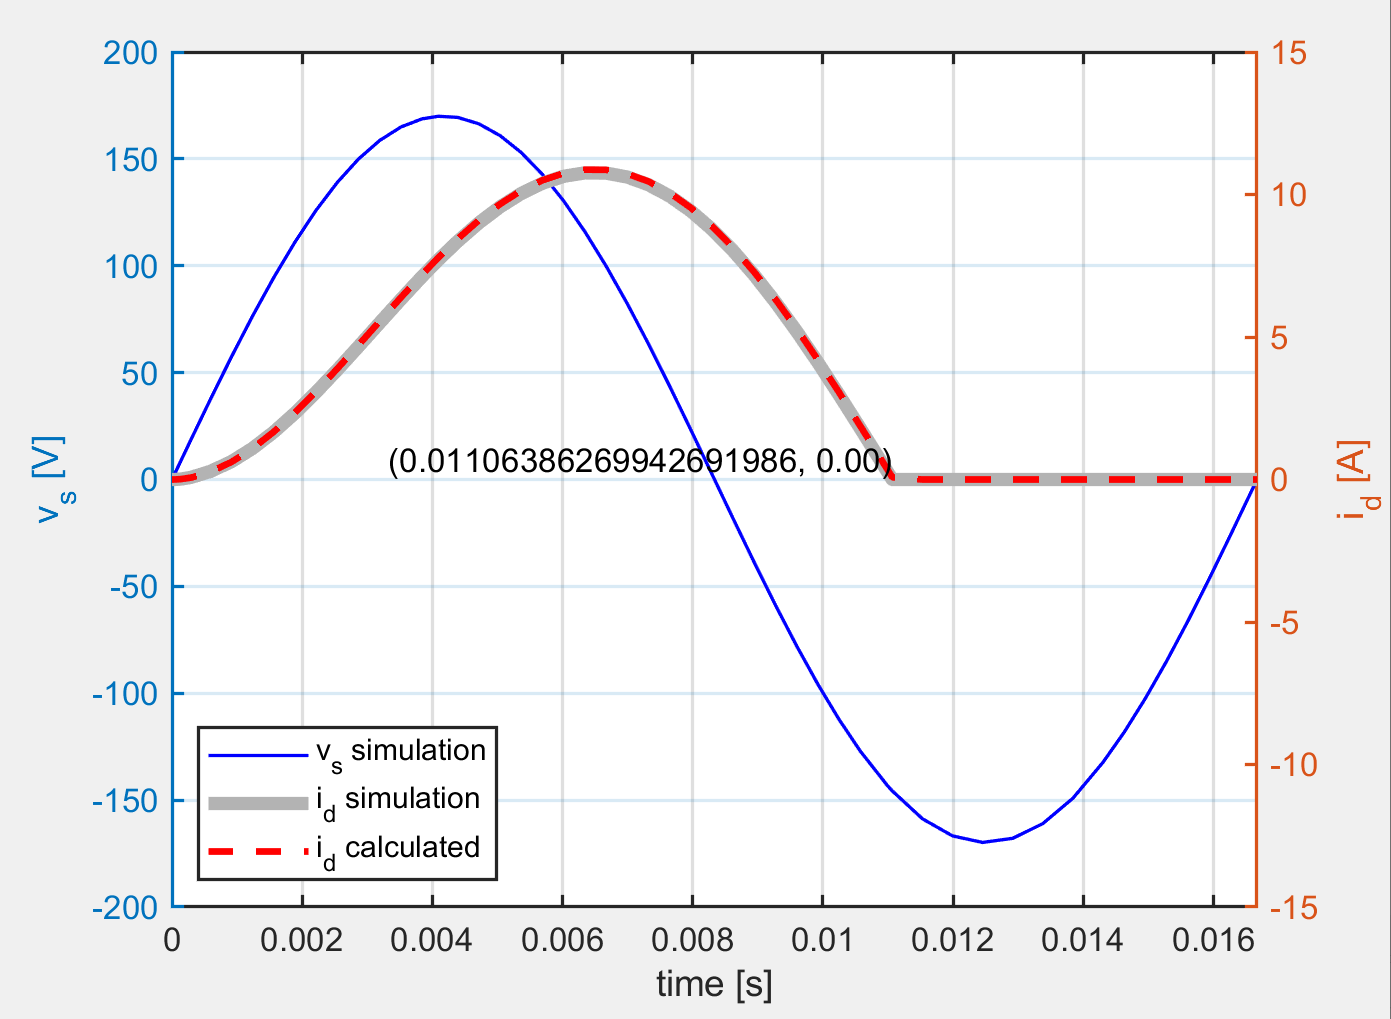 200
150
100
50
0
-50
-100
-150
-200
v_s [V]
15
10
5
0
-5
-10
-15
i_d [A]
(0.01106386269942691986, 0.00)
v_s simulation
i_d simulation
i_d calculated
0 0.002 0.004 0.006 0.008 0.01 0.012 0.014 0.016
time [s]